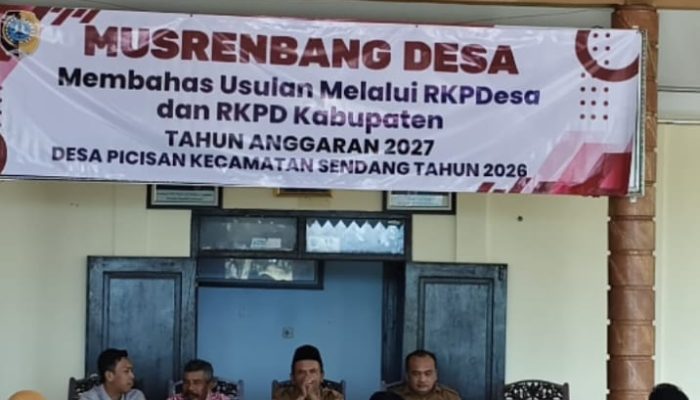 MUSRENBANG DESA
Membahas Usulan Melalui RKPDesa
dan RKPD Kabupaten
TAHUN ANGGARAN 2027
DESA PICISAN KECAMATAN SENDANG TAHUN 2026